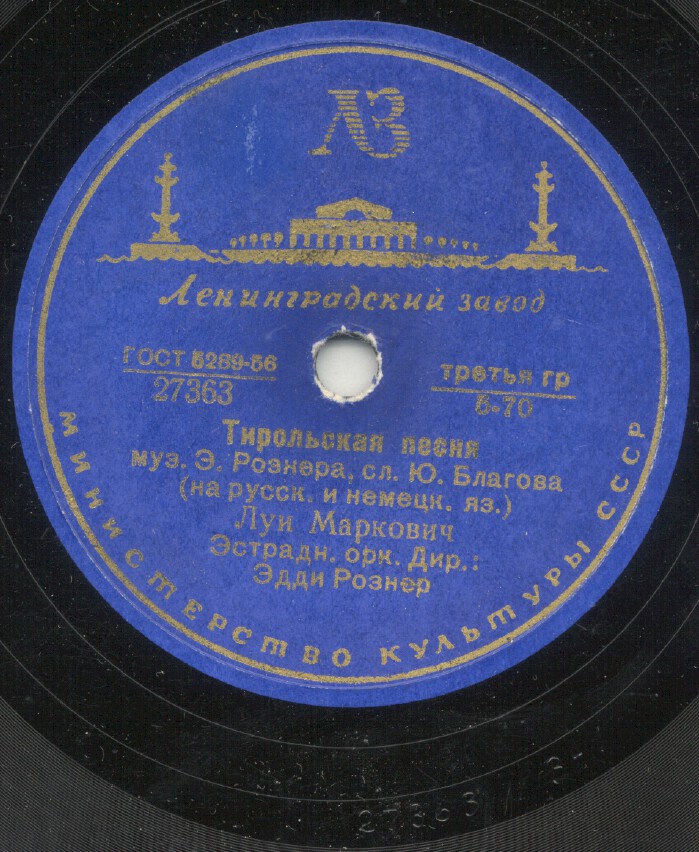 ЛЗ
Ленинградский завод
ГОСТ 5289-56
27363
третья гр
5-70
Тирольская песня
муз. Э. Рознера, сл. Ю. Благова
(на русск. и немецк. яз.)
Луи Маркович
Эстрадн. орк. Дир.:
Эдди Рознер
МИНИСТЕРСТВО КУЛЬТУРЫ СССР
27363 3-